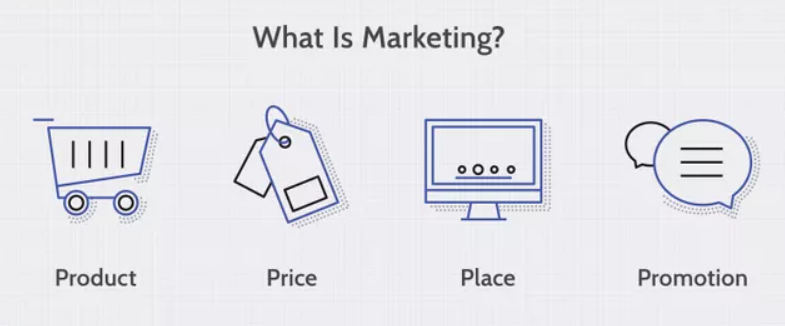 What Is Marketing?
Product
Price
Place
Promotion